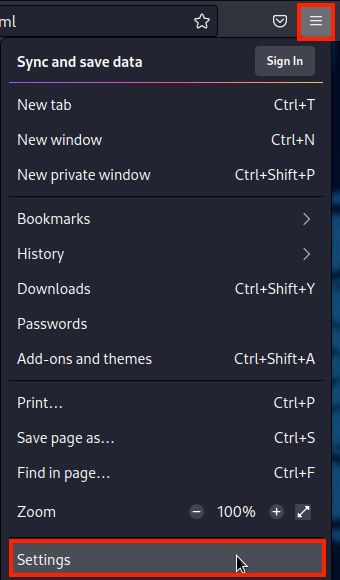 ml
Sync and save data Sign In
New tab Ctrl+T
New window Ctrl+N
New private window Ctrl+Shift+P
Bookmarks
History
Downloads Ctrl+Shift+Y
Passwords
Add-ons and themes Ctrl+Shift+A
Print... Ctrl+P
Save page as... Ctrl+S
Find in page... Ctrl+F
Zoom − 100% +
Settings